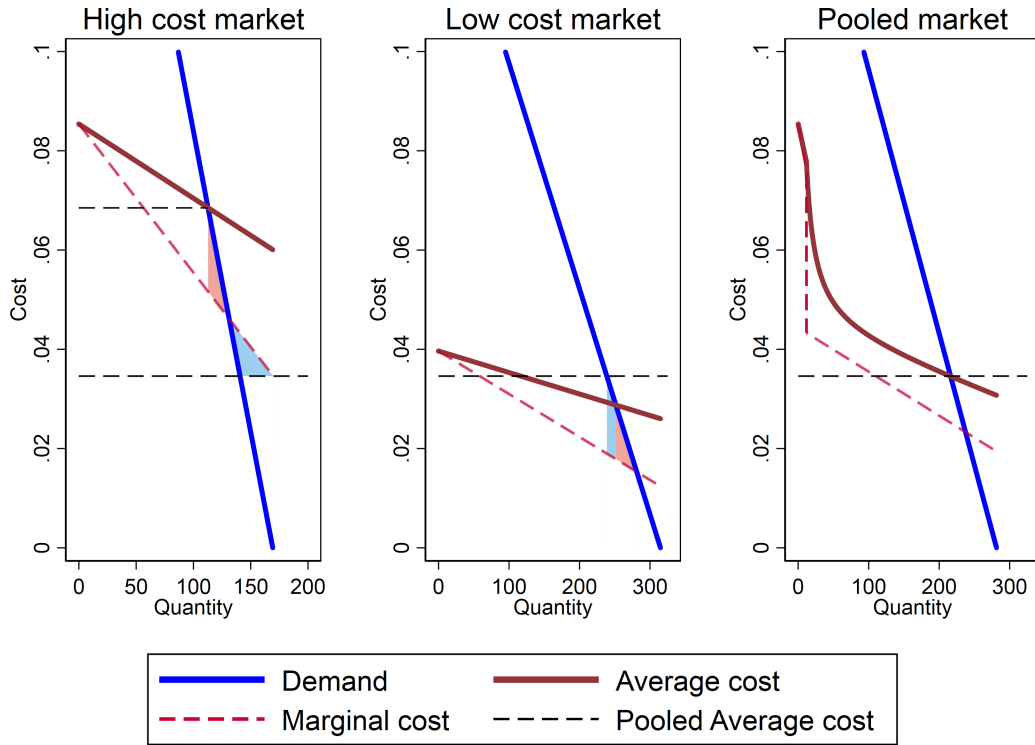 High cost market
Low cost market
Pooled market
Cost
.1
.08
.06
.04
.02
0
0
50
100
150
200
Quantity
Cost
.1
.08
.06
.04
.02
0
0
100
200
300
Quantity
Cost
.1
.08
.06
.04
.02
0
0
100
200
300
Quantity
Demand
Average cost
Marginal cost
Pooled Average cost